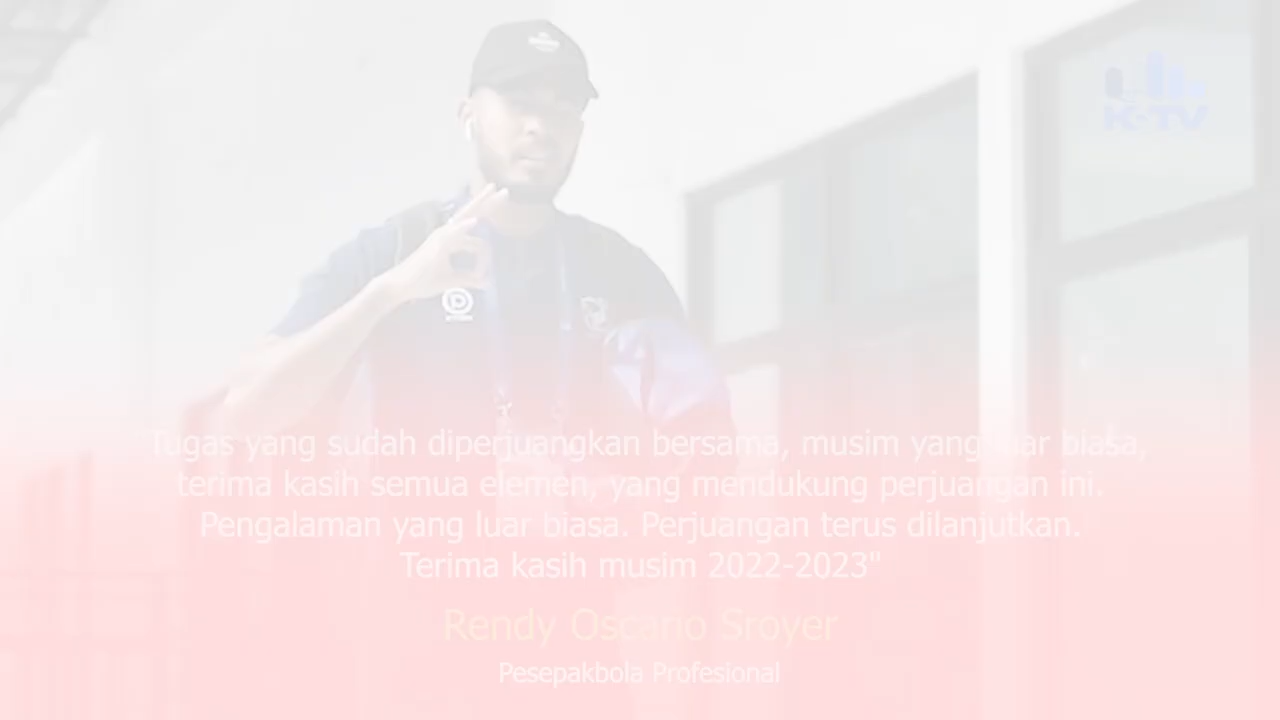 KSTV
Tugas yang sudah diperjuangkan bersama, musim yang luar biasa,
terima kasih semua elemen, yang mendukung perjuangan ini.
Pengalaman yang luar biasa. Perjuangan terus dilanjutkan.
Terima kasih musim 2022-2023"
Rendy Oscario Sroyer
Pesepakbola Profesional